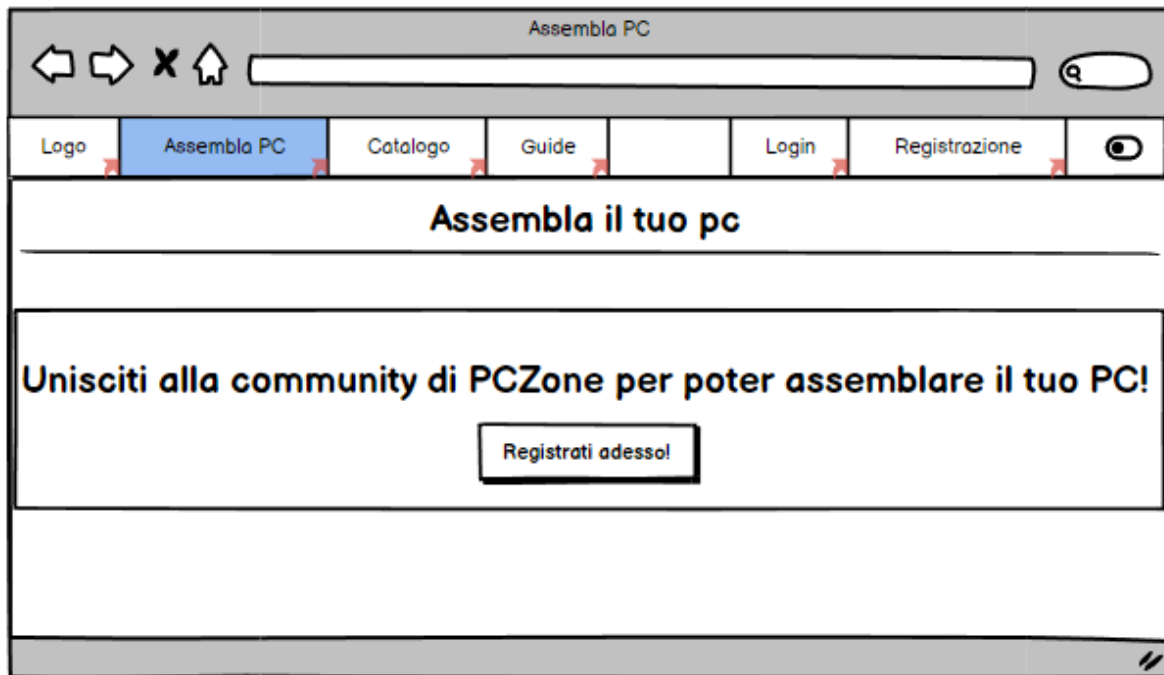 Assembla PC
Logo Assembla PC Catalogo Guide Login Registrazione
Assembla il tuo pc
Unisciti alla community di PCZone per poter assemblare il tuo PC!
Registrati adesso!